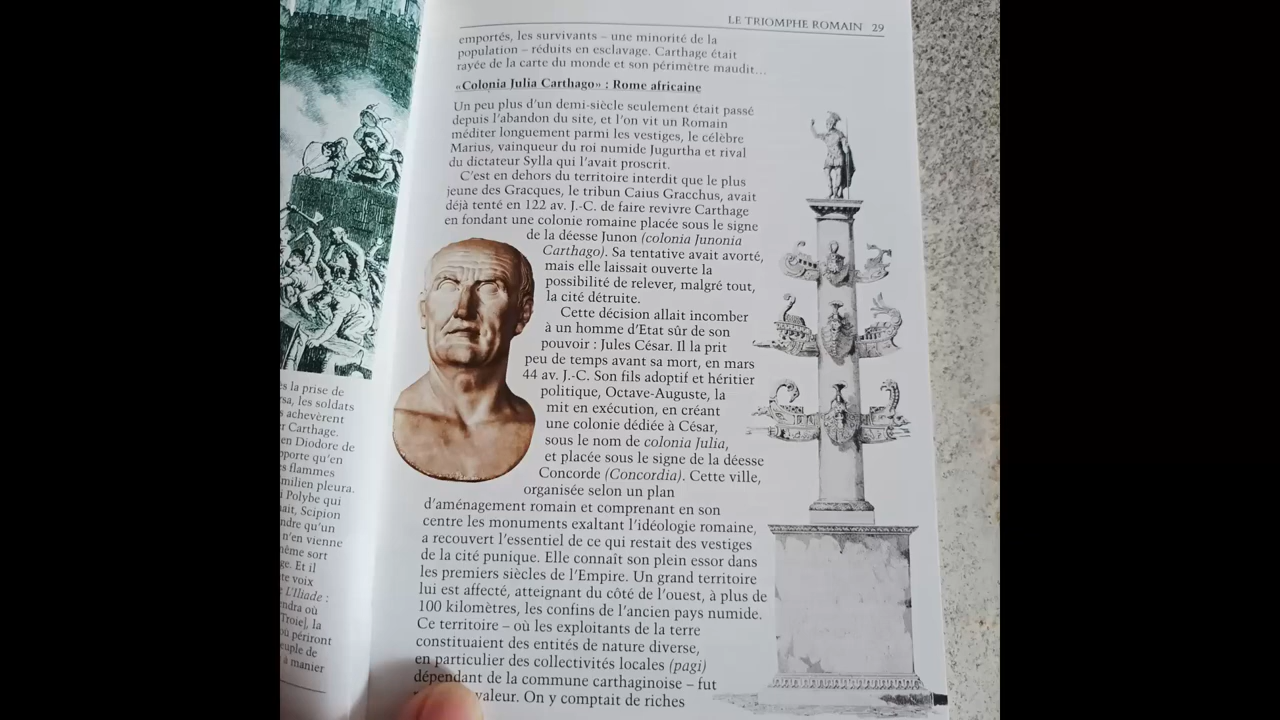 LE TRIOMPHE ROMAIN 29
emportés, les survivants – une minorité de la
population – réduits en esclavage. Carthage était
rayée de la carte du monde et son périmètre maudit...
«Colonia Julia Carthago» : Rome africaine
Un peu plus d'un demi-siècle seulement était passé
depuis l'abandon du site, et l'on vit un Romain
méditer longuement parmi les vestiges, le célèbre
Marius, vainqueur du roi numide Jugurtha et rival
du dictateur Sylla qui l'avait proscrit.
C'est en dehors du territoire interdit que le plus
jeune des Gracques, le tribun Caius Gracchus, avait
déjà tenté en 122 av. J.-C. de faire revivre Carthage
en fondant une colonie romaine placée sous le signe
de la déesse Junon (colonia Junonia
Carthago). Sa tentative avait avorté,
mais elle laissait ouverte la
possibilité de relever, malgré tout,
la cité détruite.
Cette décision allait incomber
à un homme d'Etat sûr de son
pouvoir : Jules César. Il la prit
peu de temps avant sa mort, en mars
44 av. J.-C. Son fils adoptif et héritier
politique, Octave-Auguste, la
mit en exécution, en créant
une colonie dédiée à César,
sous le nom de colonia Julia,
et placée sous le signe de la déesse
Concorde (Concordia). Cette ville,
organisée selon un plan
d'aménagement romain et comprenant en son
centre les monuments exaltant l'idéologie romaine,
a recouvert l'essentiel de ce qui restait des vestiges
de la cité punique. Elle connaît son plein essor dans
les premiers siècles de l'Empire. Un grand territoire
lui est affecté, atteignant du côté de l'ouest, à plus de
100 kilomètres, les confins de l'ancien pays numide.
Ce territoire – où les exploitants de la terre
constituaient des entités de nature diverse,
en particulier des collectivités locales (pagi)
dépendant de la commune carthaginoise – fut
valeur. On y comptait de riches
la prise de
les soldats
achevèrent
Carthage.
en Diodore de
qu'en
flammes
pleura.
Polybe qui
Scipion
qu'un
n'en vienne
même sort
Et il
voix
L'Iliade :
où
Troie], la
où périront
de
à manier